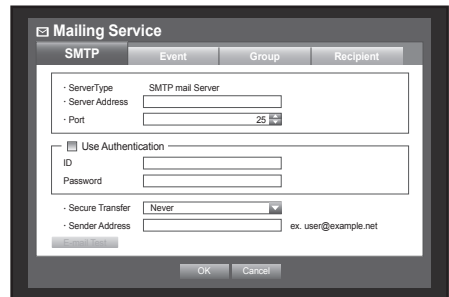 Mailing Service
SMTP Event Group Recipient
· ServerType SMTP mail Server
· Server Address
· Port 25
Use Authentication
ID
Password
· Secure Transfer Never
· Sender Address ex. user@example.net
E-mail Test
OK Cancel